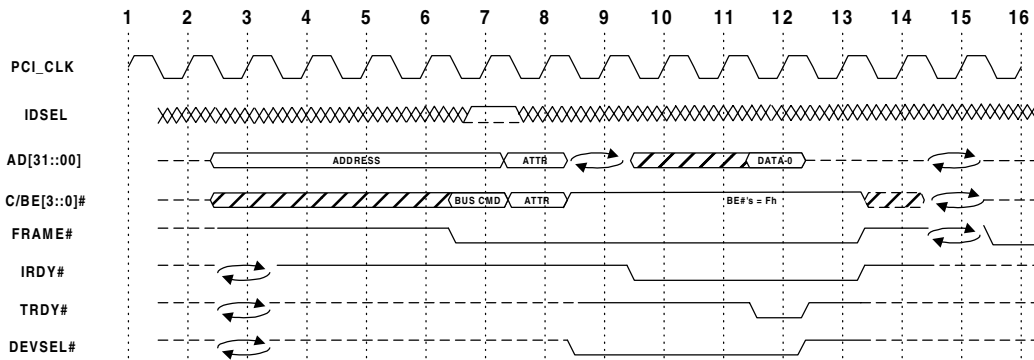 1 2 3 4 5 6 7 8 9 10 11 12 13 14 15 16
PCI_CLK
IDSEL
AD[31::00] ADDRESS ATTR DATA-0
C/BE[3::0]# BUS CMD ATTR BE#'s = Fh
FRAME#
IRDY#
TRDY#
DEVSEL#